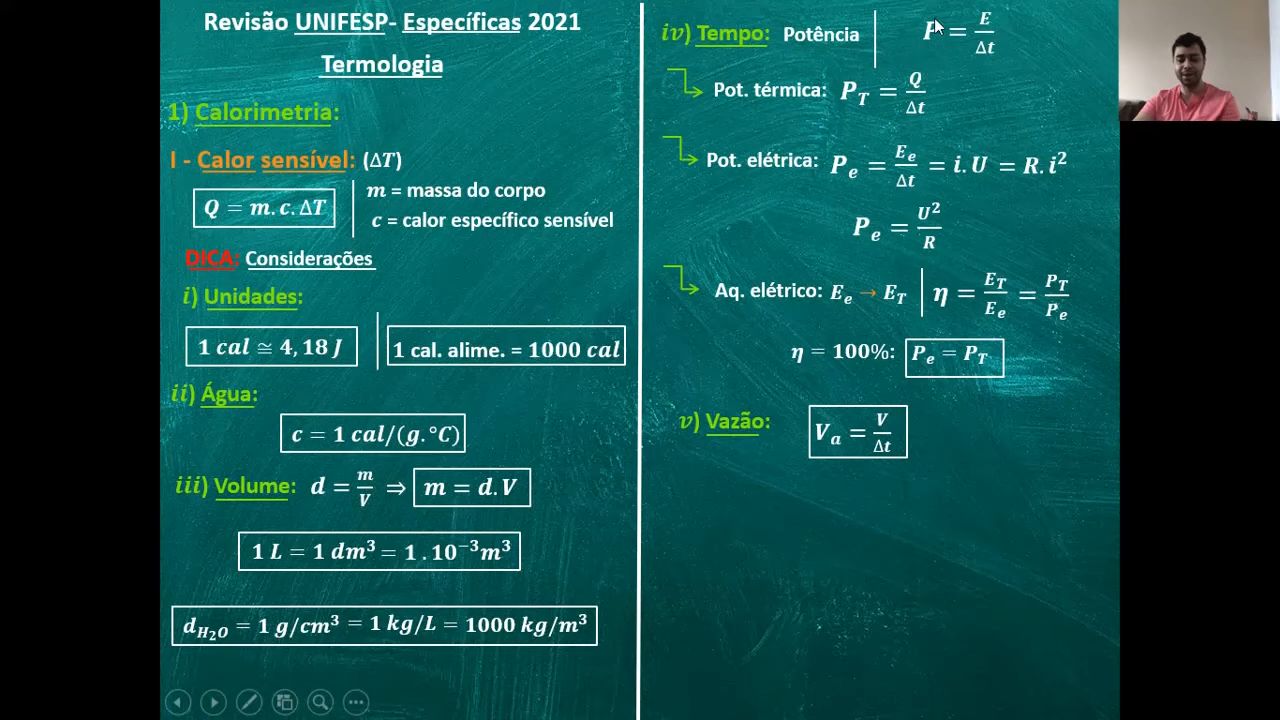 Revisão UNIFESP- Específicas 2021
Termologia
1) Calorimetria:
I - Calor sensível: (ΔT)
Q = m.c.ΔT
m = massa do corpo
c = calor específico sensível
DICA: Considerações
i) Unidades:
1 cal ≅ 4,18 J
1 cal. alime. = 1000 cal
ii) Água:
c = 1 cal/(g.°C)
iii) Volume: d = m/V ⇒ m = d.V
1 L = 1 dm³ = 1 . 10⁻³m³
d_H₂O = 1 g/cm³ = 1 kg/L = 1000 kg/m³
iv) Tempo: Potência P = E/Δt
Pot. térmica: P_T = Q/Δt
Pot. elétrica: P_e = E_e/Δt = i.U = R.i²
P_e = U²/R
Aq. elétrico: E_e → E_T | η = E_T/E_e = P_T/P_e
η = 100%: P_e = P_T
v) Vazão: V_a = V/Δt